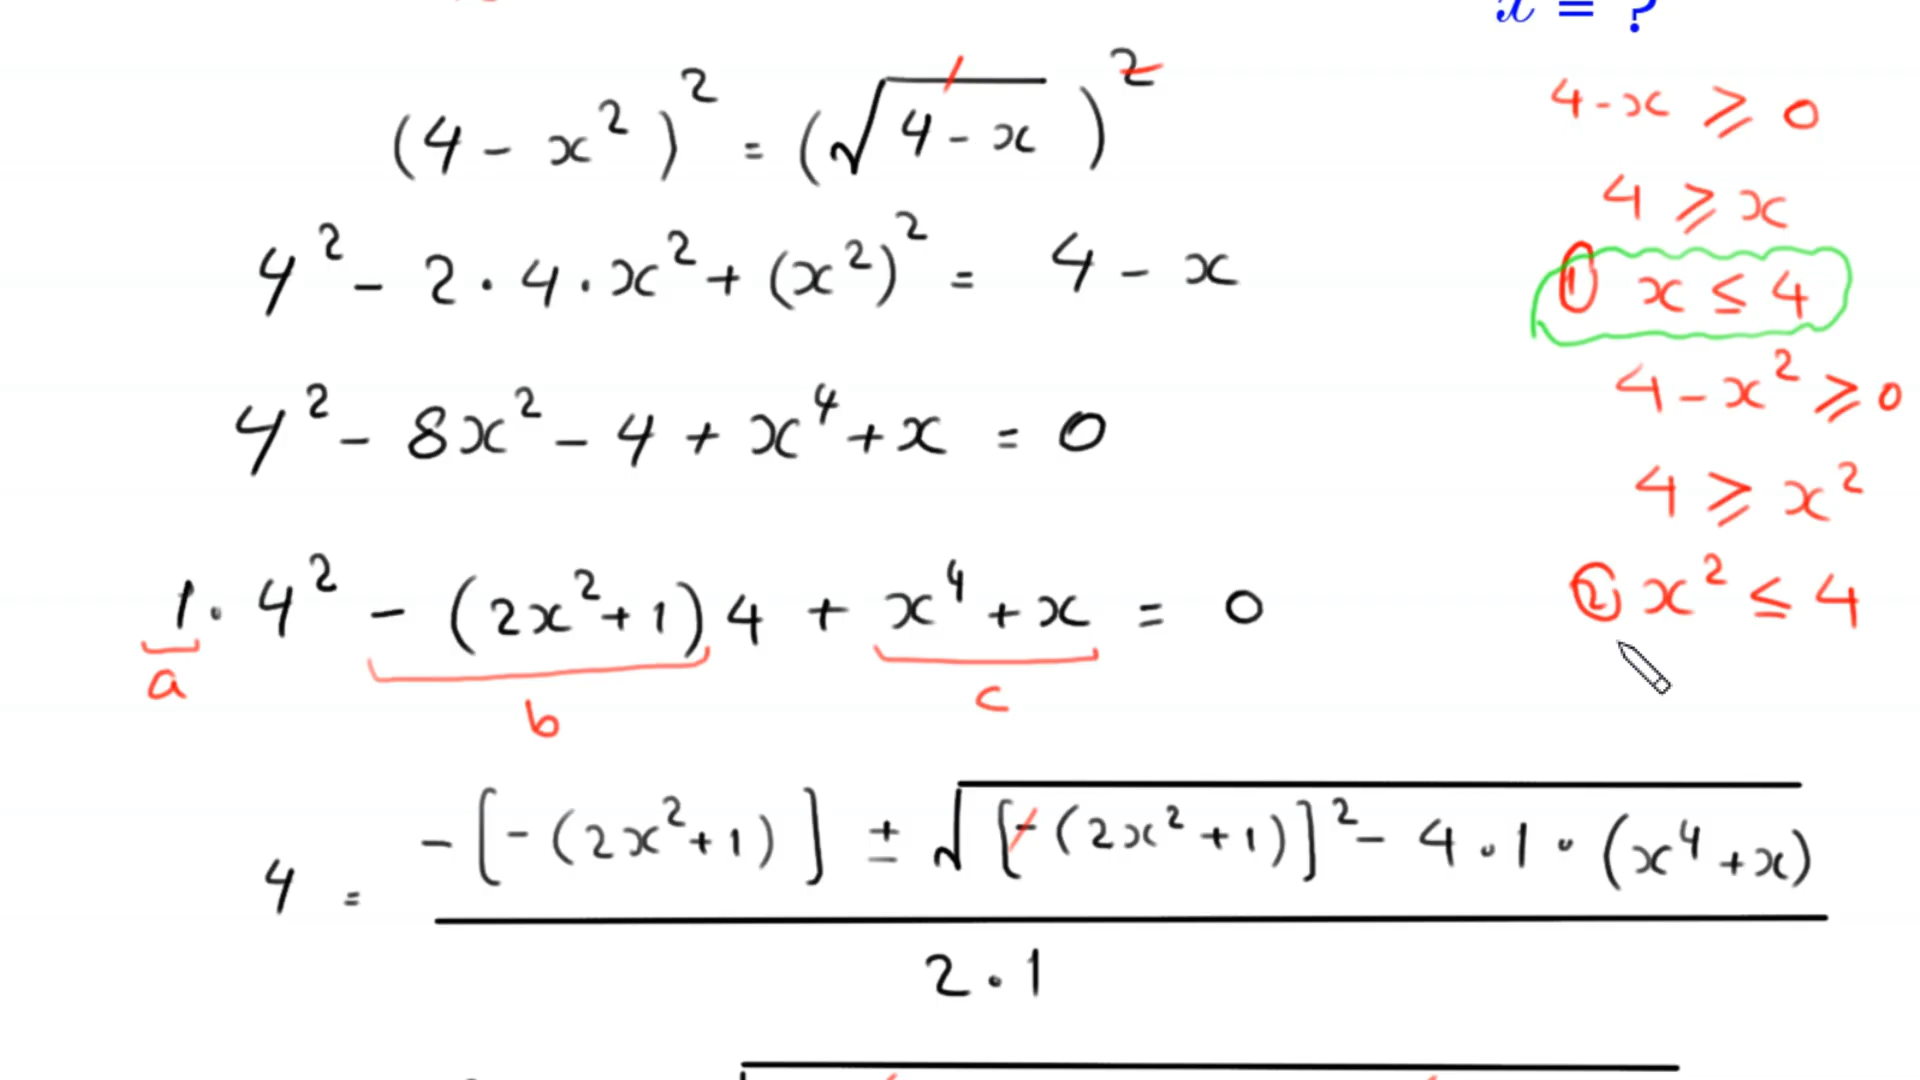 x = ?
(4 - x²)² = (√(4 - x))²
4² - 2 · 4 · x² + (x²)² = 4 - x
4² - 8x² - 4 + x⁴ + x = 0
1 · 4² - (2x² + 1) 4 + x⁴ + x = 0
a b c
4 = (-[-(2x² + 1)] ± √([-(2x² + 1)]² - 4 · 1 · (x⁴ + x))) / (2 · 1)
4 - x ⩾ 0
4 ⩾ x
① x ≤ 4
4 - x² ⩾ 0
4 ⩾ x²
② x² ≤ 4